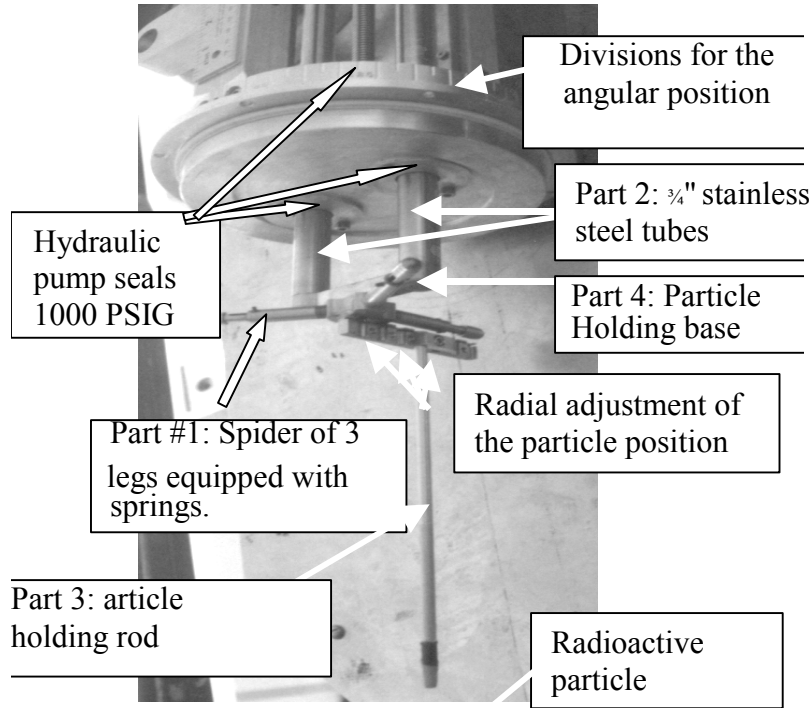 Divisions for the
angular position
Hydraulic
pump seals
1000 PSIG
Part 2: ¾" stainless
steel tubes
Part 4: Particle
Holding base
Part #1: Spider of 3
legs equipped with
springs.
Radial adjustment of
the particle position
Part 3: article
holding rod
Radioactive
particle